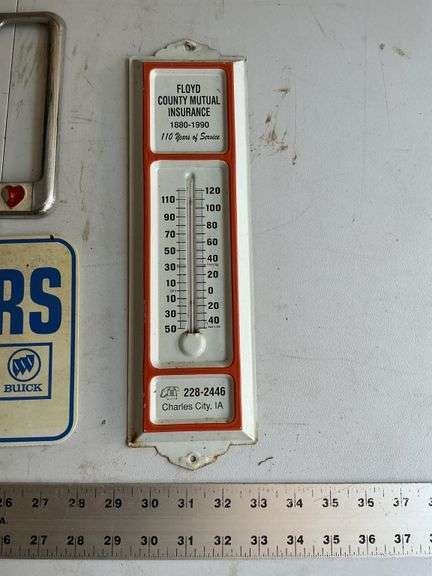 FLOYD
COUNTY MUTUAL
INSURANCE
1880-1990
110 Years of Service
120
110
100
90
80
70
60
50
40
30
20
10
0
10
20
30
40
50
228-2446
Charles City, IA
RS
BUICK
26 27 28 29 30 31 32 33 34 35 36 37
A
27 28 29 30 31 32 33 34 35 36 37